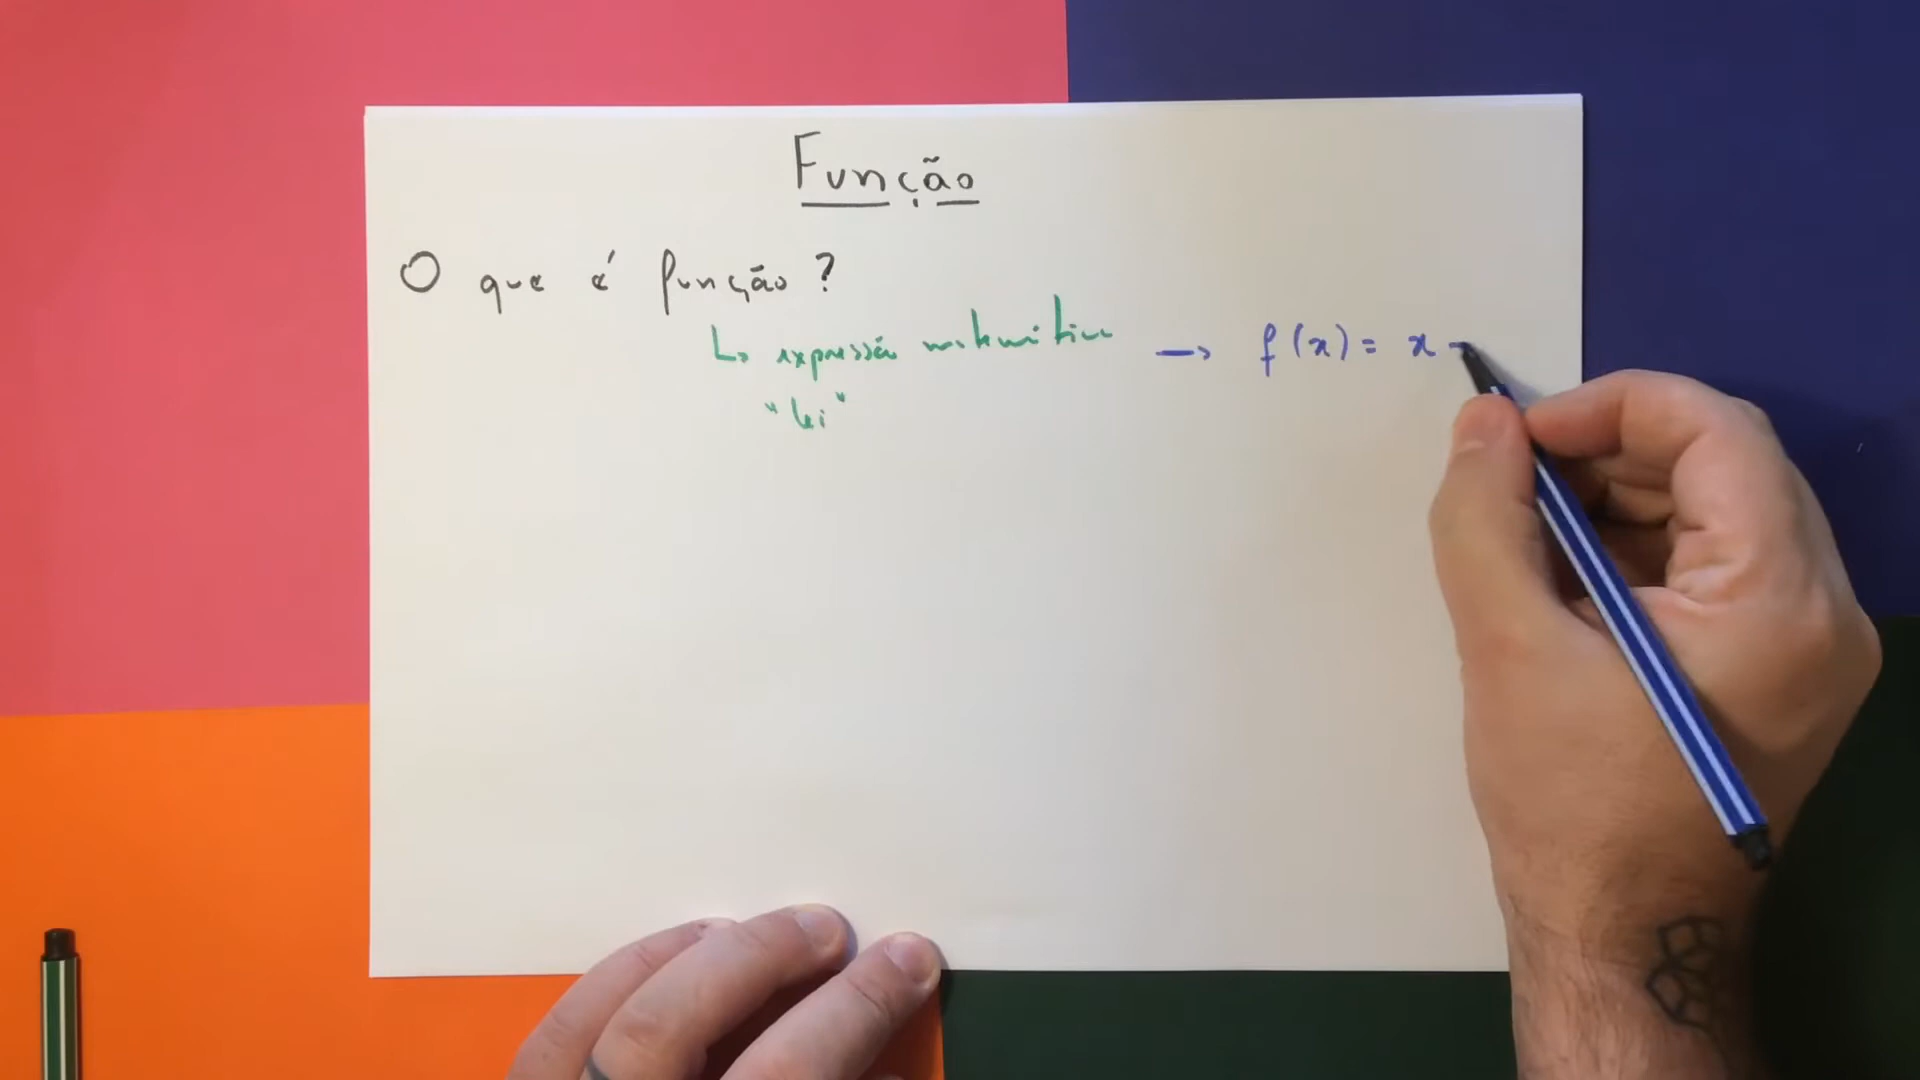 Função
O que é função?
↳ expressão matemática → f(x) = x -
"lei"